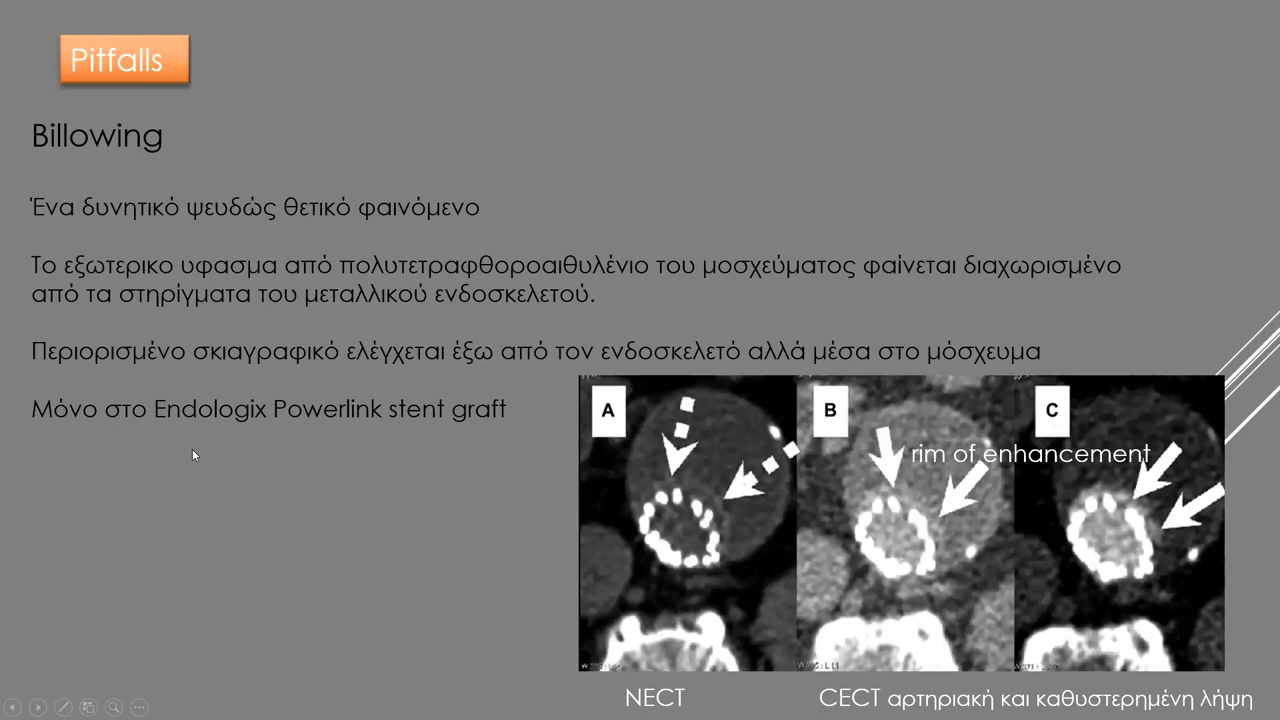 Pitfalls
Billowing
Ένα δυνητικό ψευδώς θετικό φαινόμενο
Το εξωτερικο υφασμα από πολυτετραφθοροαιθυλένιο του μοσχεύματος φαίνεται διαχωρισμένο
από τα στηρίγματα του μεταλλικού ενδοσκελετού.
Περιορισμένο σκιαγραφικό ελέγχεται έξω από τον ενδοσκελετό αλλά μέσα στο μόσχευμα
Μόνο στο Endologix Powerlink stent graft
A
B
C
rim of enhancement
NECT
CECT αρτηριακή και καθυστερημένη λήψη